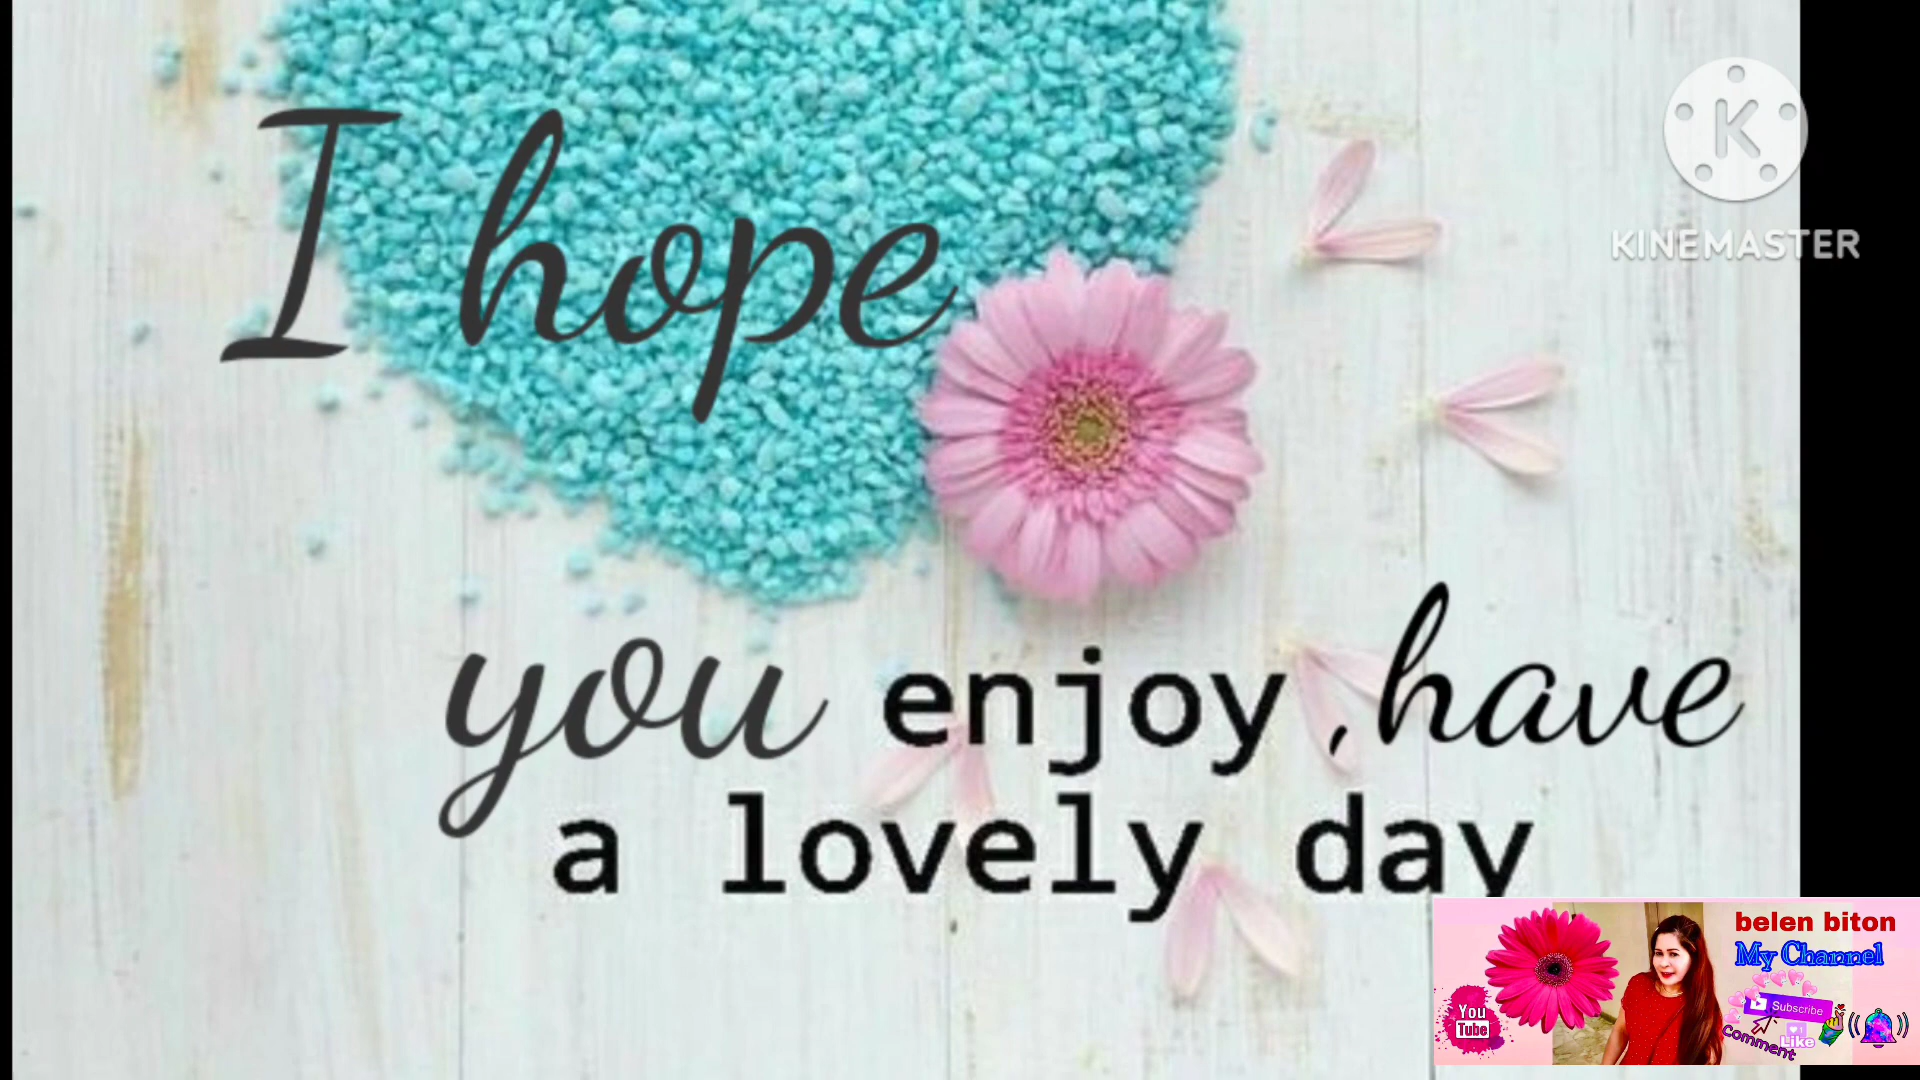 I hope
K
KINEMASTER
you enjoy ,have
a lovely day
belen biton
My Channel
Subscribe
You
Tube
Like
Comment